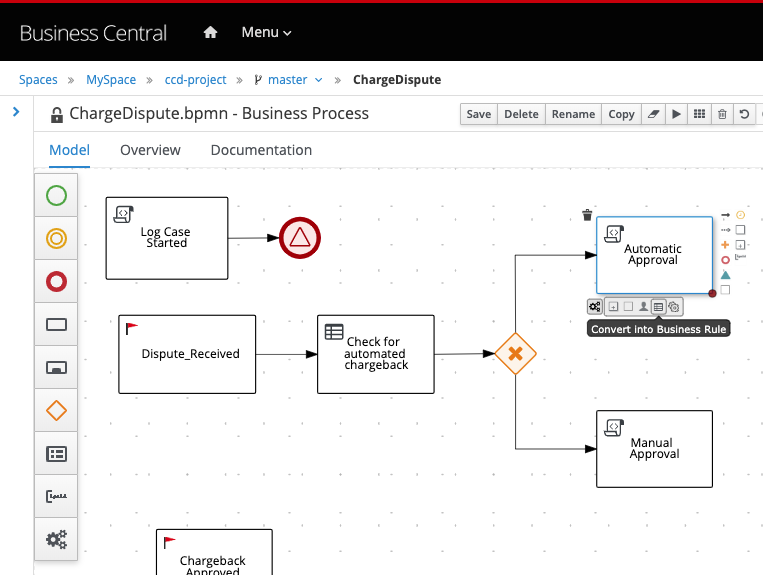 Business Central
Menu
Spaces » MySpace » ccd-project » master » ChargeDispute
ChargeDispute.bpmn - Business Process
Save Delete Rename Copy
Model Overview Documentation
Log Case
Started
Automatic
Approval
Convert into Business Rule
Dispute_Received
Check for
automated
chargeback
Manual
Approval
Chargeback
Approved